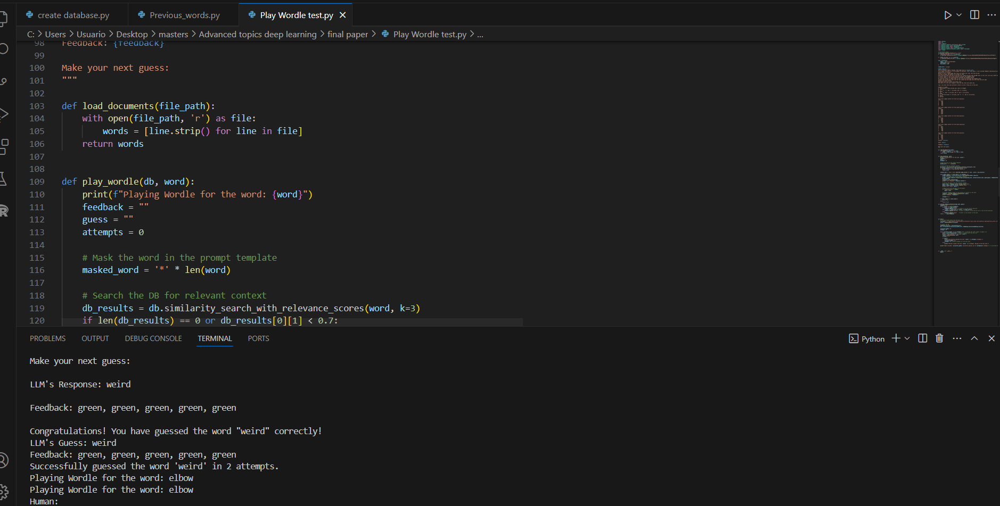 create database.py
Previous_words.py
Play Wordle test.py
C: > Users > Usuario > Desktop > masters > Advanced topics deep learning > final paper > Play Wordle test.py > ...
98 Feedback: {feedback}
99
100 Make your next guess:
101 """
102
103 def load_documents(file_path):
104     with open(file_path, 'r') as file:
105         words = [line.strip() for line in file]
106     return words
107
108
109 def play_wordle(db, word):
110     print(f"Playing Wordle for the word: {word}")
111     feedback = ""
112     guess = ""
113     attempts = 0
114
115     # Mask the word in the prompt template
116     masked_word = '*' * len(word)
117
118     # Search the DB for relevant context
119     db_results = db.similarity_search_with_relevance_scores(word, k=3)
120     if len(db_results) == 0 or db_results[0][1] < 0.7:
PROBLEMS OUTPUT DEBUG CONSOLE TERMINAL PORTS
Python
Make your next guess:
LLM's Response: weird
Feedback: green, green, green, green, green
Congratulations! You have guessed the word "weird" correctly!
LLM's Guess: weird
Feedback: green, green, green, green, green
Successfully guessed the word 'weird' in 2 attempts.
Playing Wordle for the word: elbow
Playing Wordle for the word: elbow
Human: